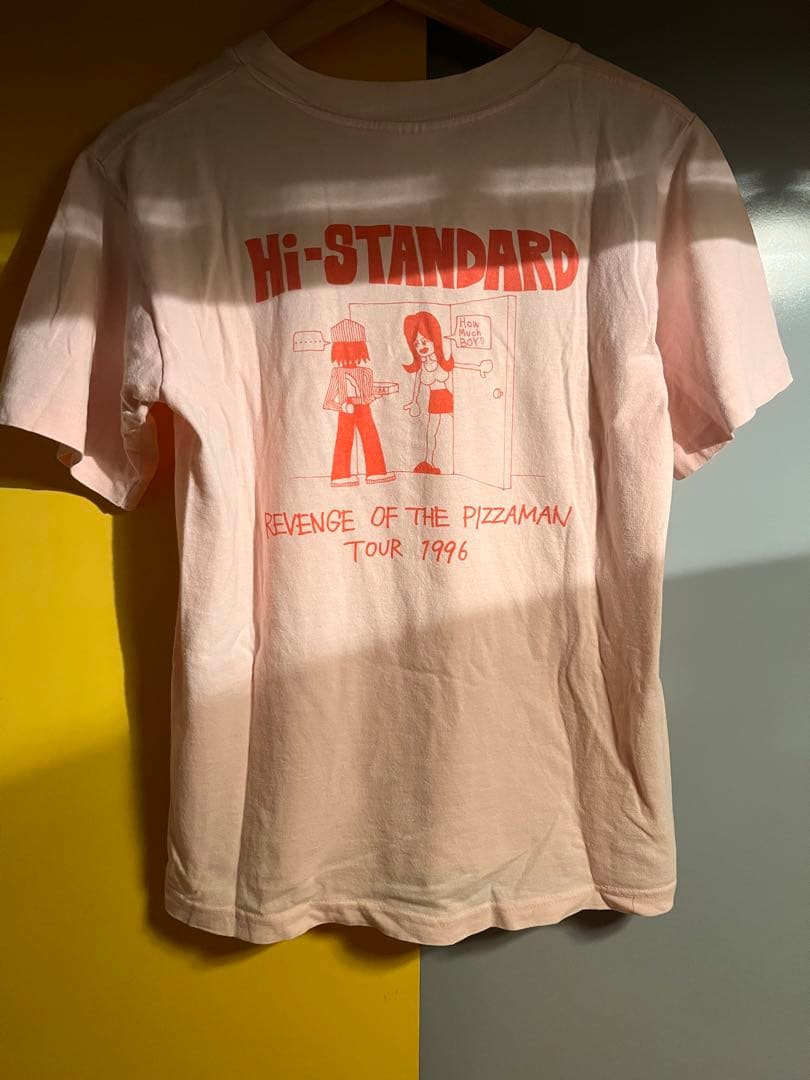 Hi-STANDARD
.......
How
Much
BOY?
REVENGE OF THE PIZZAMAN
TOUR 1996